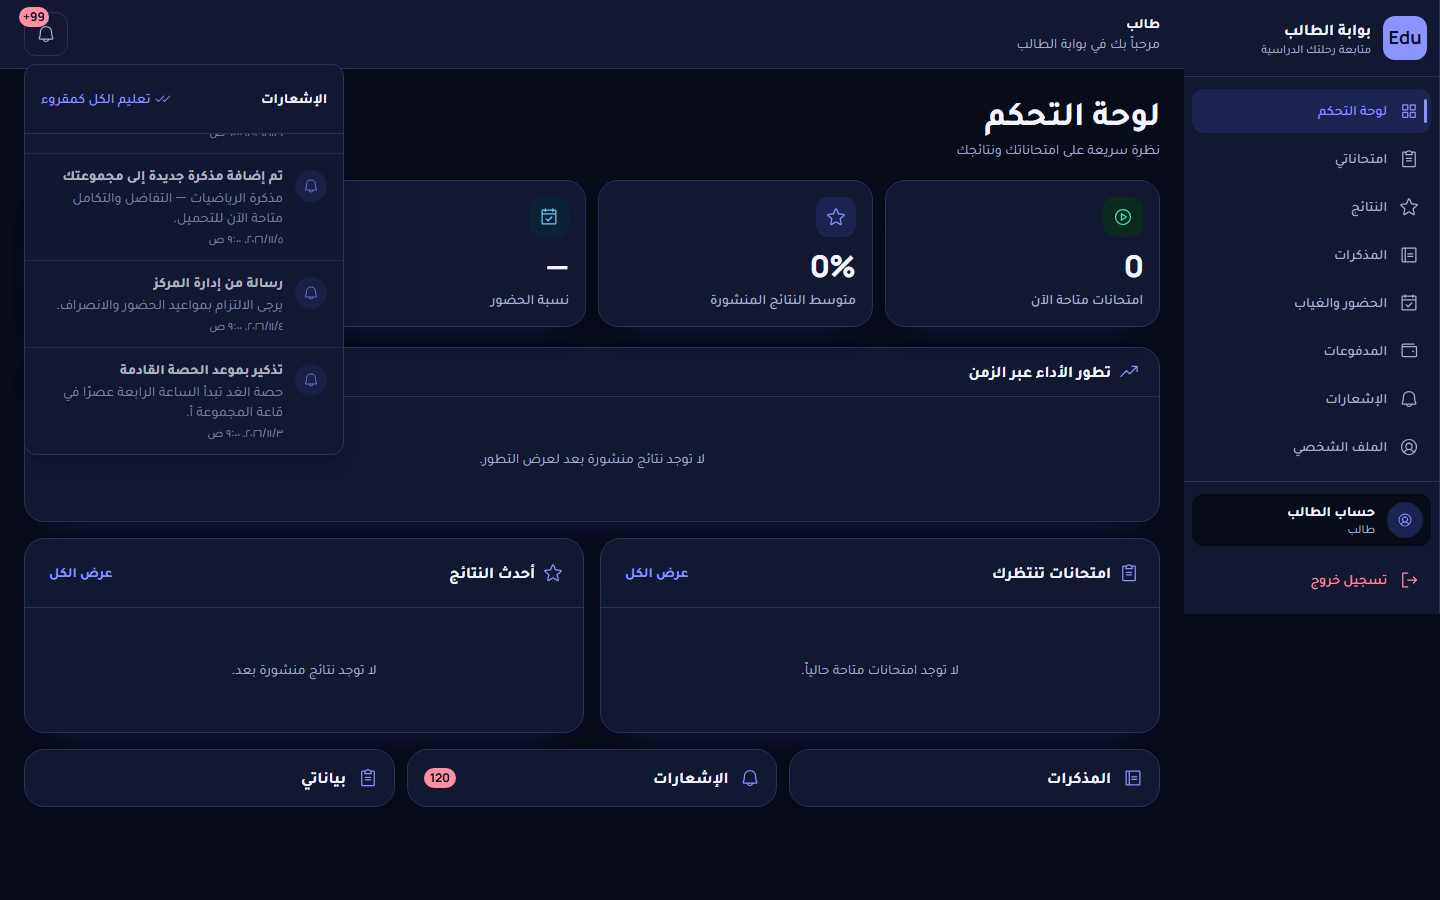 Edu
بوابة الطالب
متابعة رحلتك الدراسية
لوحة التحكم
امتحاناتي
النتائج
المذكرات
الحضور والغياب
المدفوعات
الإشعارات
الملف الشخصي
حساب الطالب
طالب
تسجيل خروج
طالب
مرحباً بك في بوابة الطالب
+99
لوحة التحكم
نظرة سريعة على امتحاناتك ونتائجك
0
امتحانات متاحة الآن
0%
متوسط النتائج المنشورة
—
نسبة الحضور
الإشعارات
تعليم الكل كمقروء
تم إضافة مذكرة جديدة إلى مجموعتك
مذكرة الرياضيات — التفاضل والتكامل
متاحة الآن للتحميل.
٥‏/١١‏/٢٠٢٦، ٩:٠٠ ص
رسالة من إدارة المركز
يرجى الالتزام بمواعيد الحضور والانصراف.
٤‏/١١‏/٢٠٢٦، ٩:٠٠ ص
تذكير بموعد الحصة القادمة
حصة الغد تبدأ الساعة الرابعة عصرًا في
قاعة المجموعة أ.
٣‏/١١‏/٢٠٢٦، ٩:٠٠ ص
تطور الأداء عبر الزمن
لا توجد نتائج منشورة بعد لعرض التطور.
امتحانات تنتظرك
عرض الكل
لا توجد امتحانات متاحة حالياً.
أحدث النتائج
عرض الكل
لا توجد نتائج منشورة بعد.
المذكرات
الإشعارات
120
بياناتي